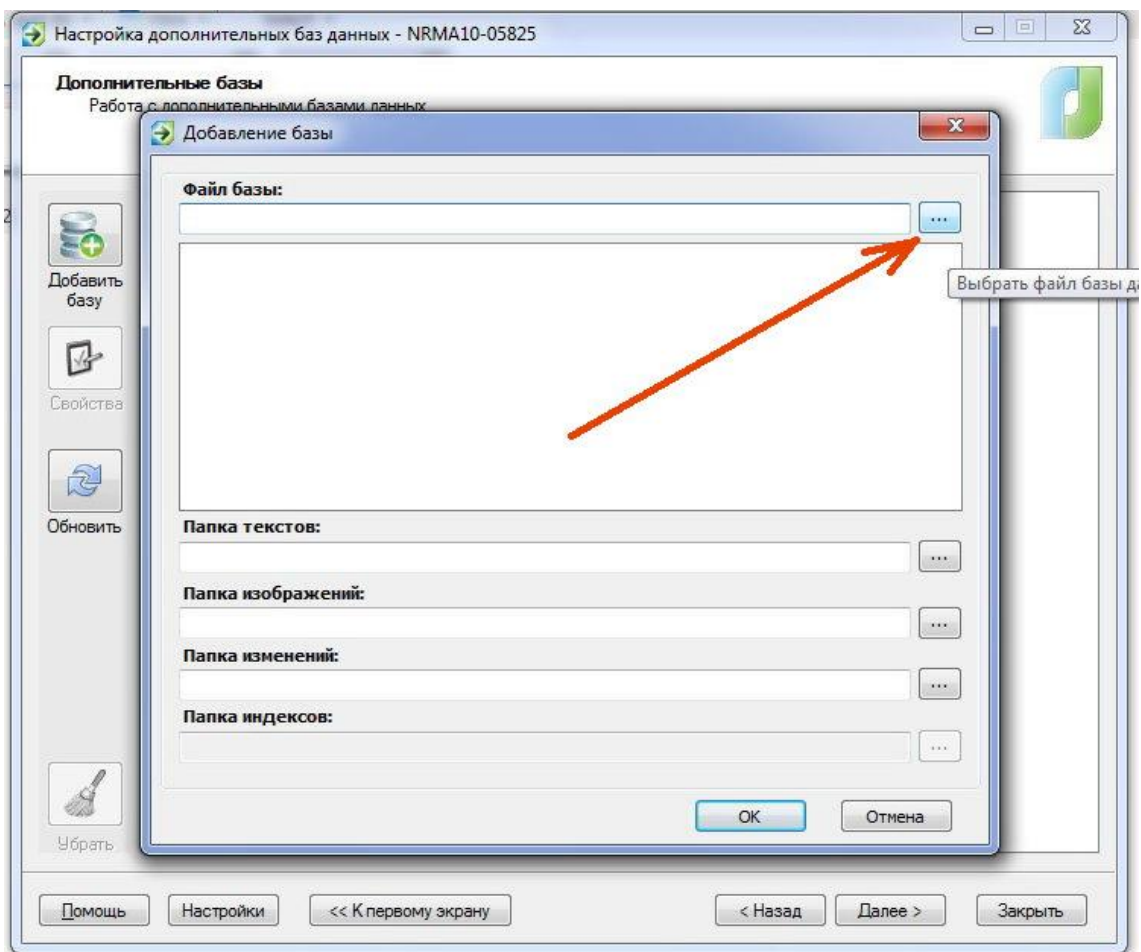 Настройка дополнительных баз данных - NRMA10-05825
Дополнительные базы
Работа с дополнительными базами данных
Добавление базы
Файл базы:
...
Выбрать файл базы
Добавить
базу
Свойства
Обновить
Папка текстов:
...
Папка изображений:
...
Папка изменений:
...
Папка индексов:
...
OK
Отмена
Убрать
Помощь
Настройки
<< К первому экрану
< Назад
Далее >
Закрыть